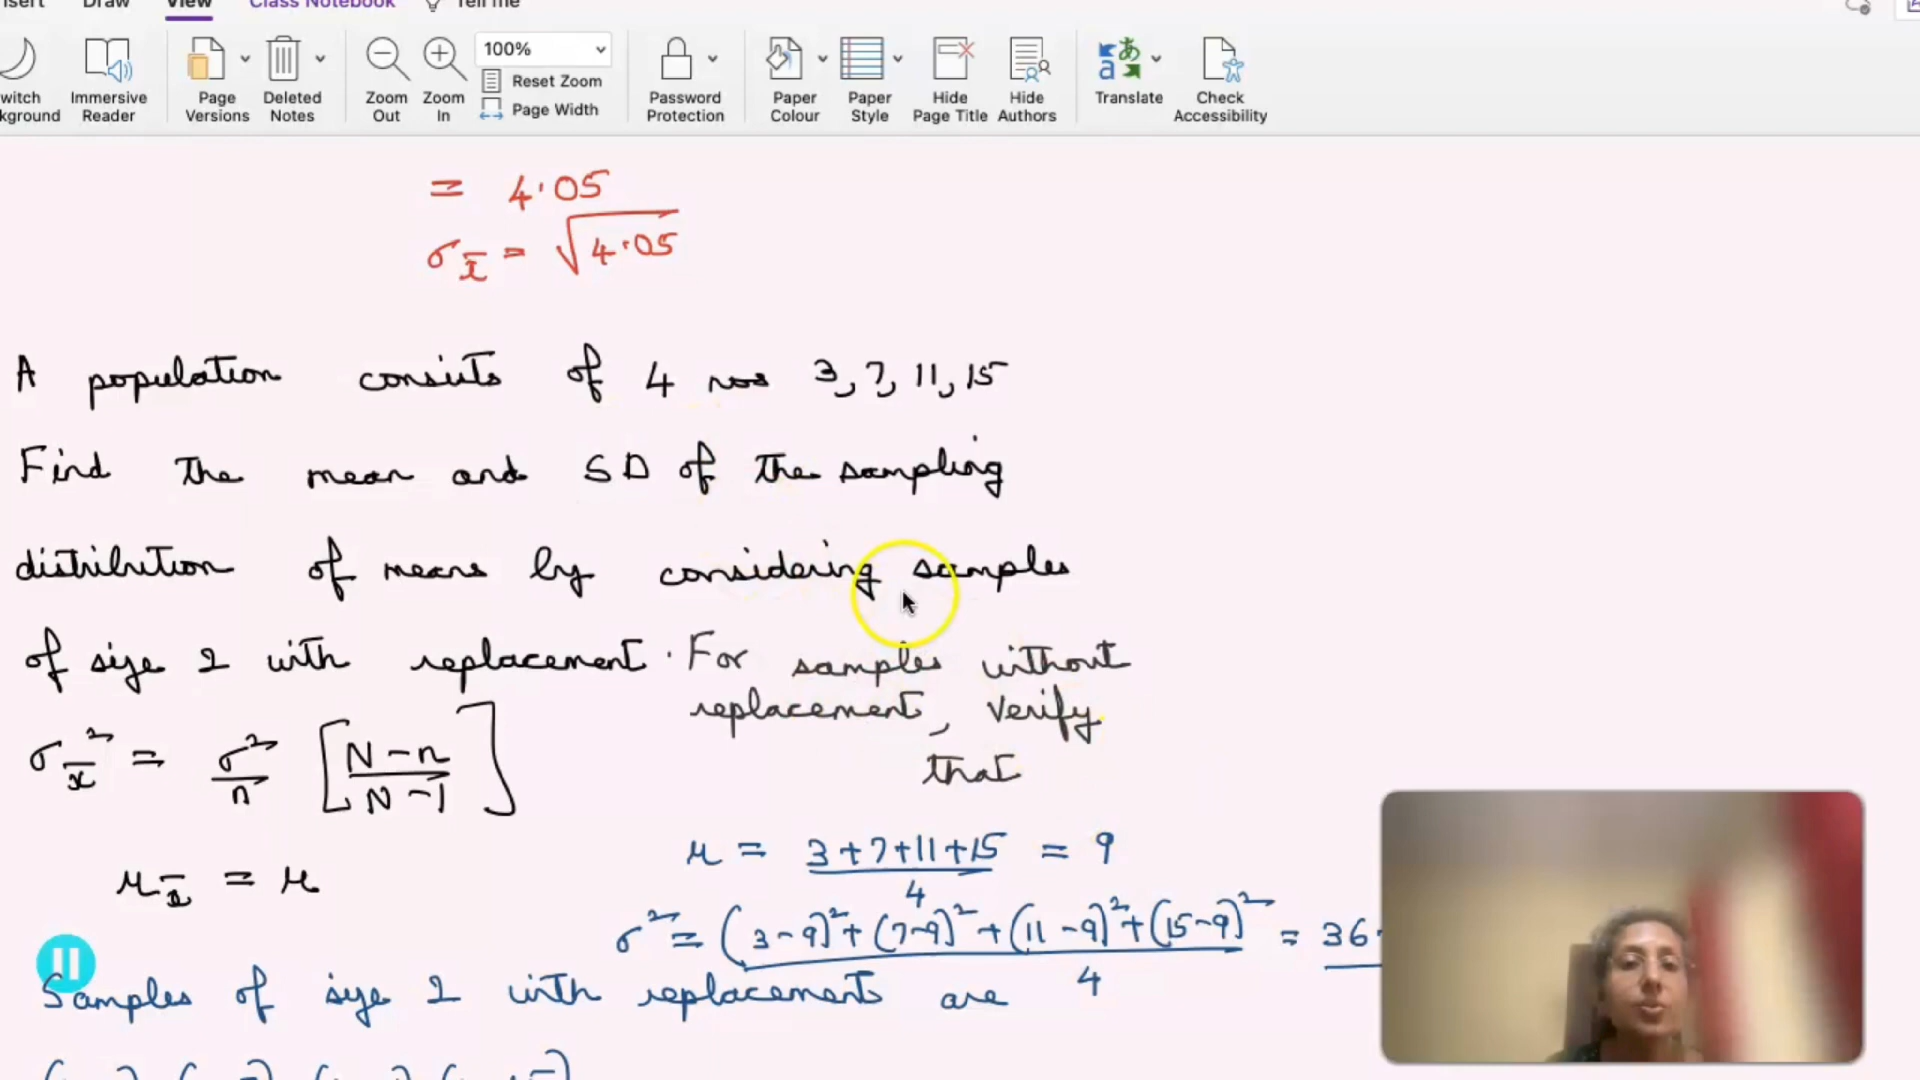 nsert Draw View Class Notebook Tell me
witch
kground
Immersive
Reader
Page
Versions
Deleted
Notes
Zoom
Out
Zoom
In
100%
Reset Zoom
Page Width
Password
Protection
Paper
Colour
Paper
Style
Hide
Page Title
Hide
Authors
Translate
Check
Accessibility
= 4.05
σx̄ = √4.05
A population consists of 4 nos 3, 7, 11, 15
Find the mean and SD of the sampling
distribution of means by considering samples
of size 2 with replacement. For samples without
replacement, verify
that
σx̄² = σ²/n [N-n/N-1]
μx̄ = μ
μ = 3+7+11+15/4 = 9
σ² = (3-9)²+(7-9)²+(11-9)²+(15-9)²/4 = 36
Samples of size 2 with replacement are